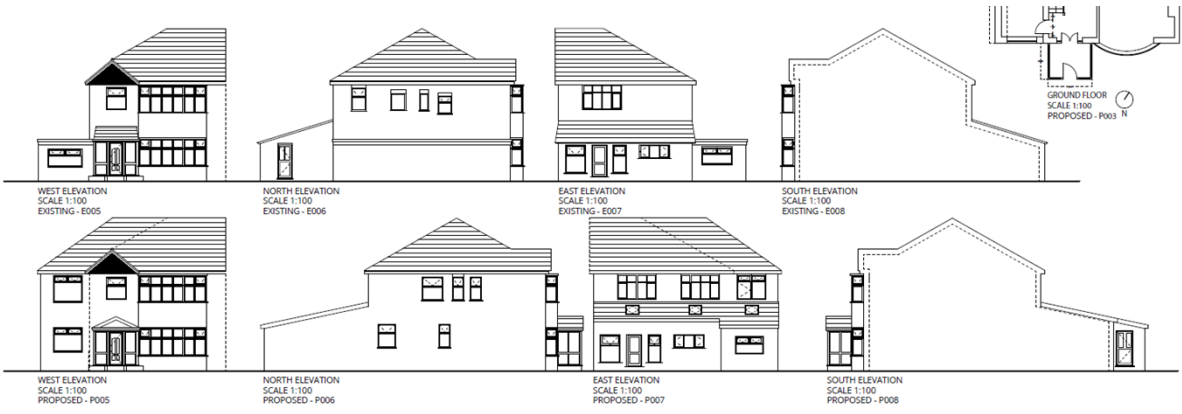 GROUND FLOOR
SCALE 1:100
PROPOSED - P003
N
WEST ELEVATION
SCALE 1:100
EXISTING - E005
NORTH ELEVATION
SCALE 1:100
EXISTING - E006
EAST ELEVATION
SCALE 1:100
EXISTING - E007
SOUTH ELEVATION
SCALE 1:100
EXISTING - E008
WEST ELEVATION
SCALE 1:100
PROPOSED - P005
NORTH ELEVATION
SCALE 1:100
PROPOSED - P006
EAST ELEVATION
SCALE 1:100
PROPOSED - P007
SOUTH ELEVATION
SCALE 1:100
PROPOSED - P008